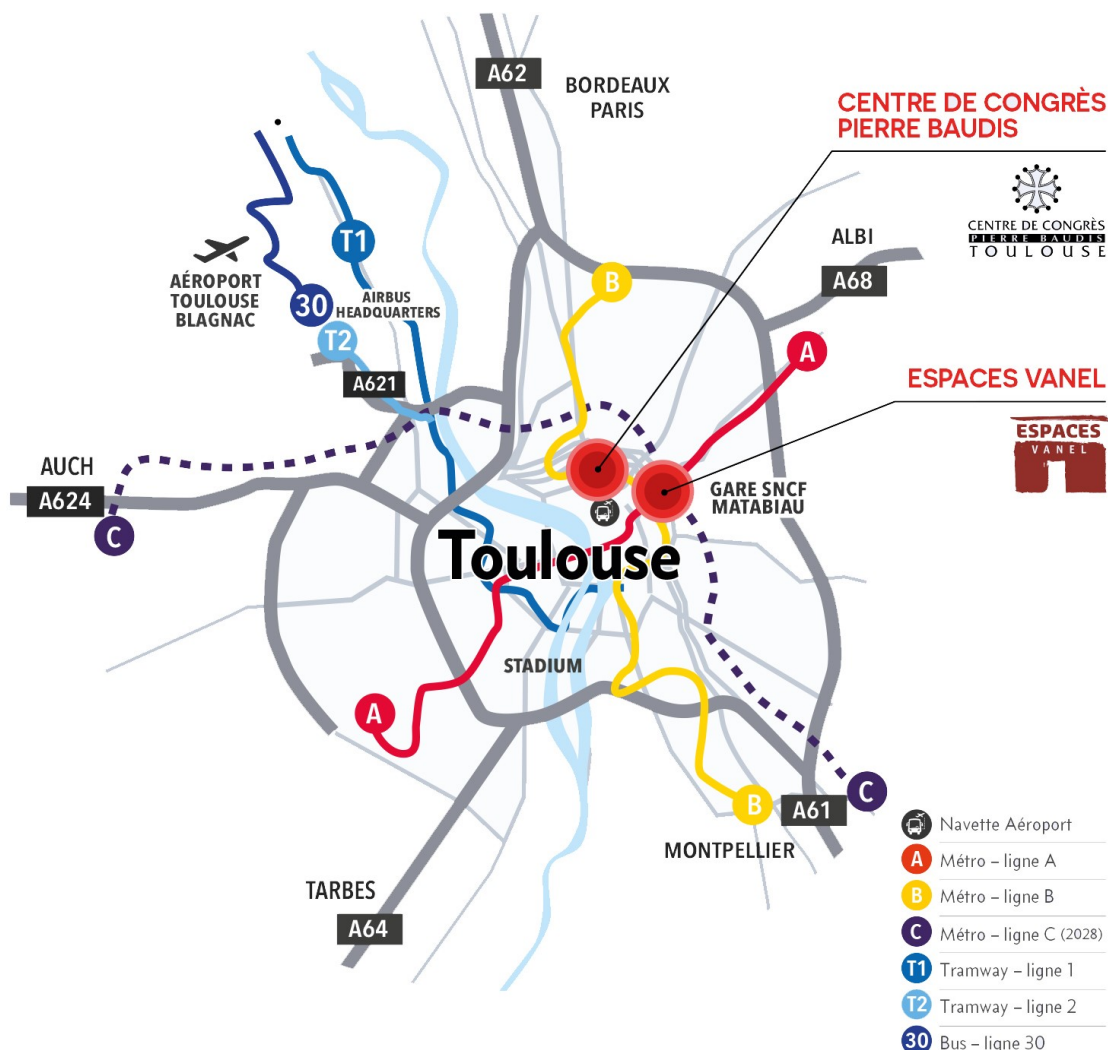 A62
BORDEAUX
PARIS
CENTRE DE CONGRÈS
PIERRE BAUDIS
CENTRE DE CONGRÈS
PIERRE BAUDIS
TOULOUSE
ALBI
A68
T1
B
AÉROPORT
TOULOUSE
BLAGNAC
30
AIRBUS
HEADQUARTERS
T2
A
A621
ESPACES VANEL
ESPACES
VANEL
AUCH
A624
C
GARE SNCF
MATABIAU
Toulouse
STADIUM
A
B
A61
C
MONTPELLIER
TARBES
A64
Navette Aéroport
A Métro – ligne A
B Métro – ligne B
C Métro – ligne C (2028)
T1 Tramway – ligne 1
T2 Tramway – ligne 2
30 Bus – ligne 30